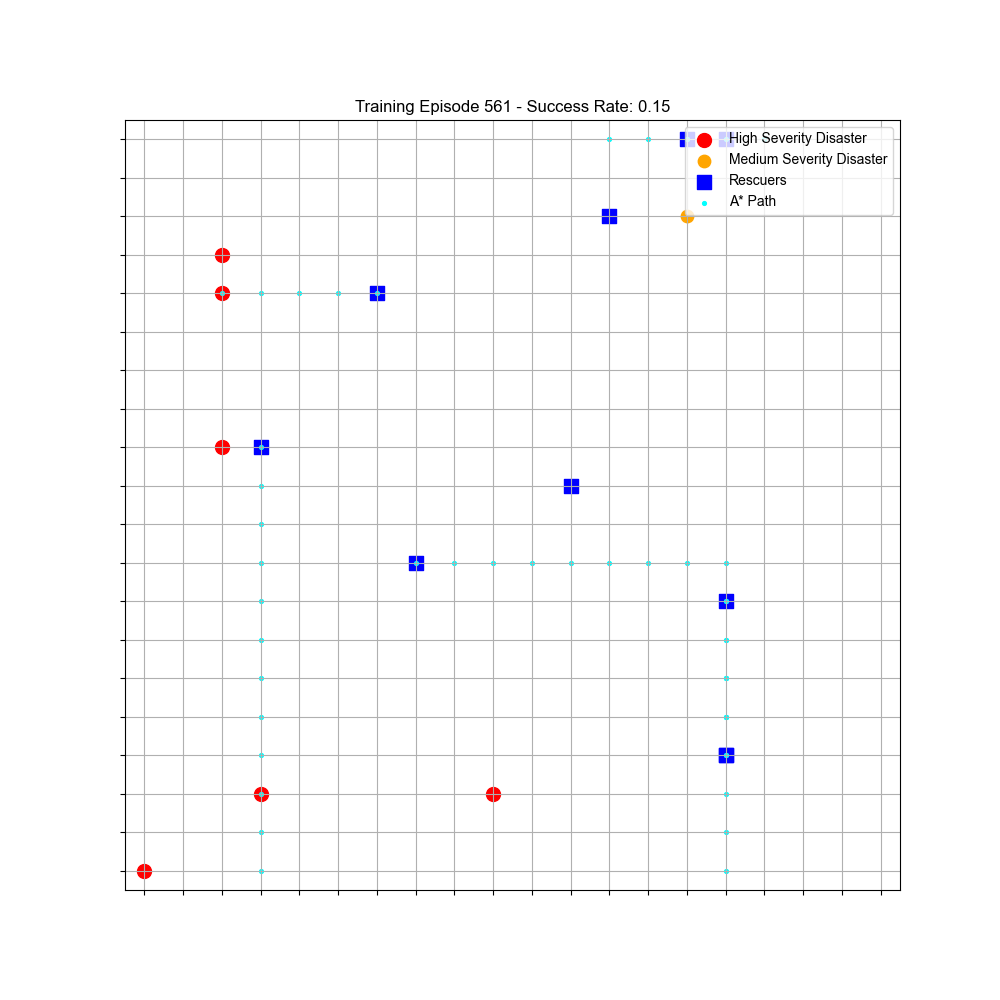 Training Episode 561 - Success Rate: 0.15
High Severity Disaster
Medium Severity Disaster
Rescuers
A* Path